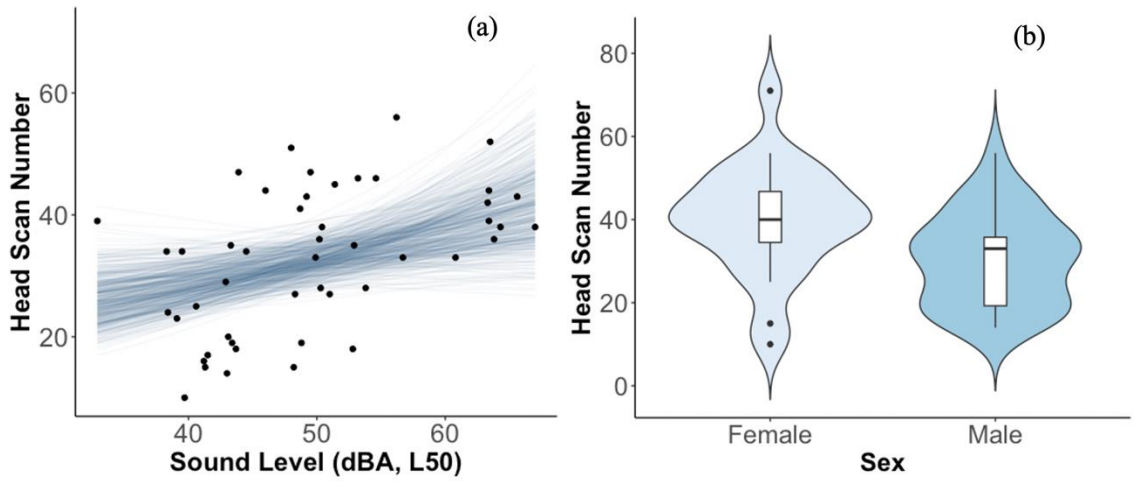 (a)
Head Scan Number
60
40
20
40 50 60
Sound Level (dBA, L50)
(b)
Head Scan Number
80
60
40
20
0
Female Male
Sex